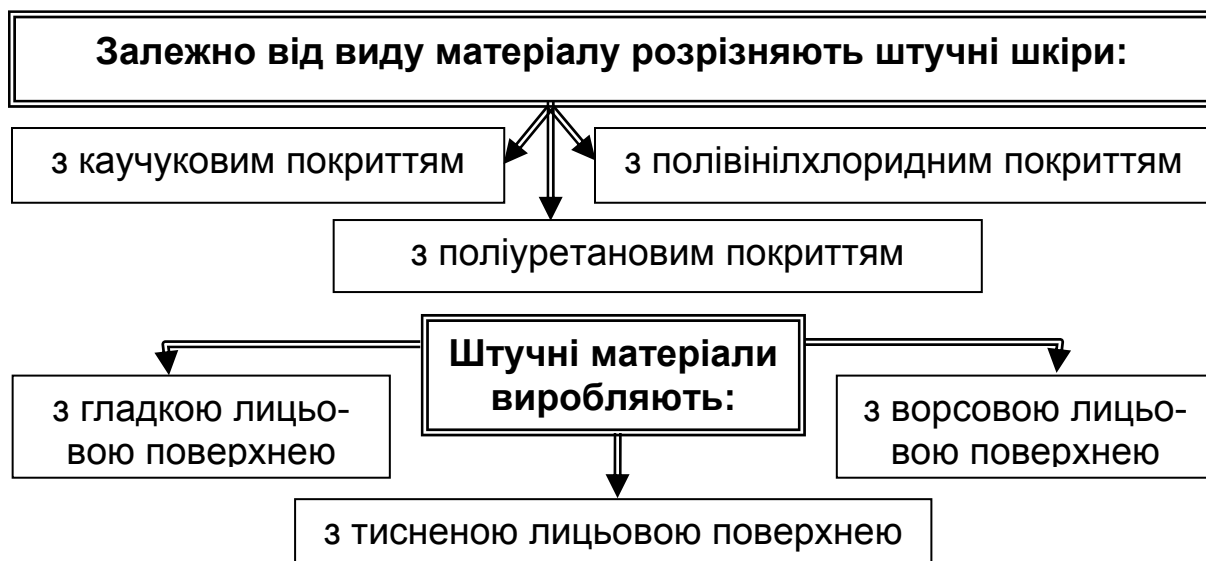 Залежно від виду матеріалу розрізняють штучні шкіри:
з каучуковим покриттям
з полівінілхлоридним покриттям
з поліуретановим покриттям
Штучні матеріали
виробляють:
з гладкою лицьо-
вою поверхнею
з ворсовою лицьо-
вою поверхнею
з тисненою лицьовою поверхнею